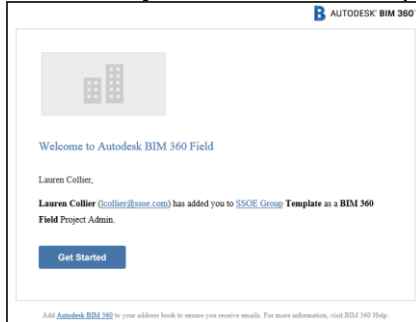 AUTODESK® BIM 360®
Welcome to Autodesk BIM 360 Field
Lauren Collier,
Lauren Collier (lcollier@ssoe.com) has added you to SSOE Group Template as a BIM 360
Field Project Admin.
Get Started
Add Autodesk BIM 360 to your address book to ensure you receive emails. For more information, visit BIM 360 Help.